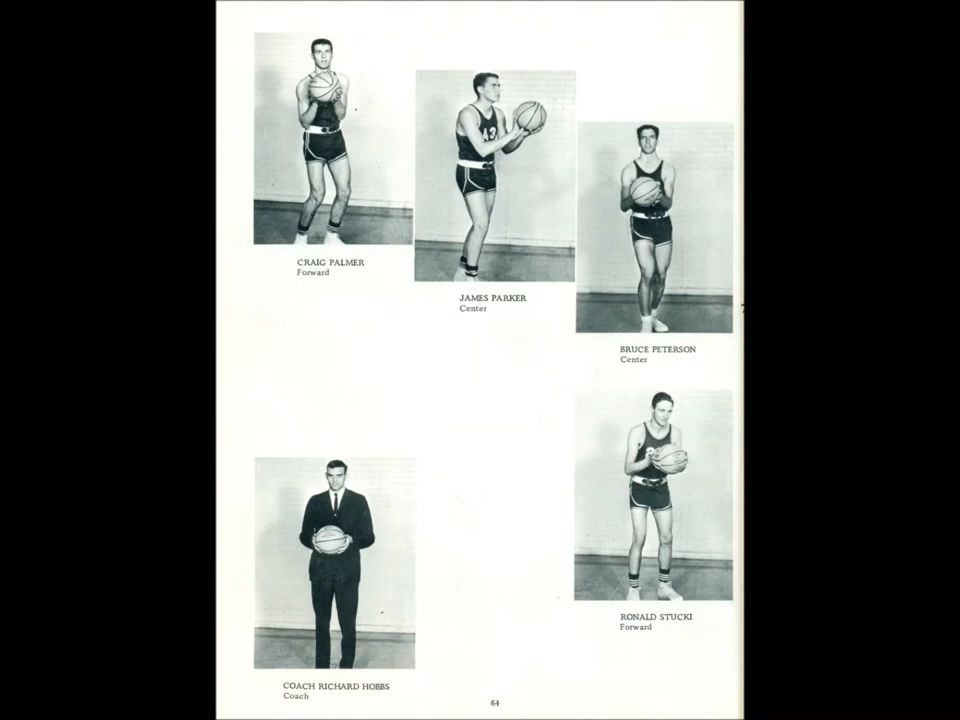 CRAIG PALMER
Forward
JAMES PARKER
Center
BRUCE PETERSON
Center
RONALD STUCKI
Forward
COACH RICHARD HOBBS
Coach
64